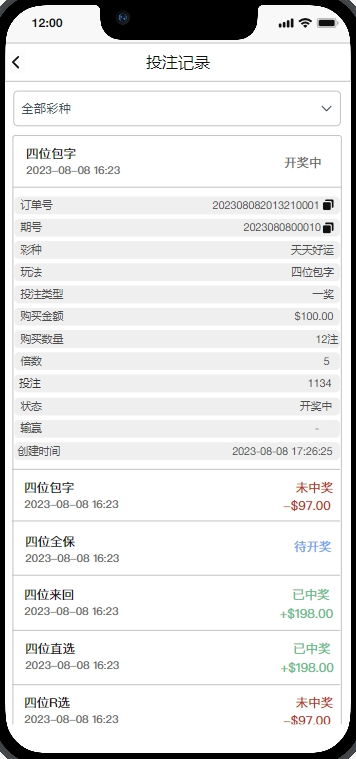 12:00
投注记录
全部彩种
四位包字
2023-08-08 16:23
开奖中
订单号 202308082013210001
期号 2023080800010
彩种 天天好运
玩法 四位包字
投注类型 一奖
购买金额 $100.00
购买数量 12注
倍数 5
投注 1134
状态 开奖中
输赢 -
创建时间 2023-08-08 17:26:25
四位包字 未中奖
2023-08-08 16:23 -$97.00
四位全保
2023-08-08 16:23
待开奖
四位来回 已中奖
2023-08-08 16:23 +$198.00
四位直选 已中奖
2023-08-08 16:23 +$198.00
四位R选 未中奖
2023-08-08 16:23 -$97.00